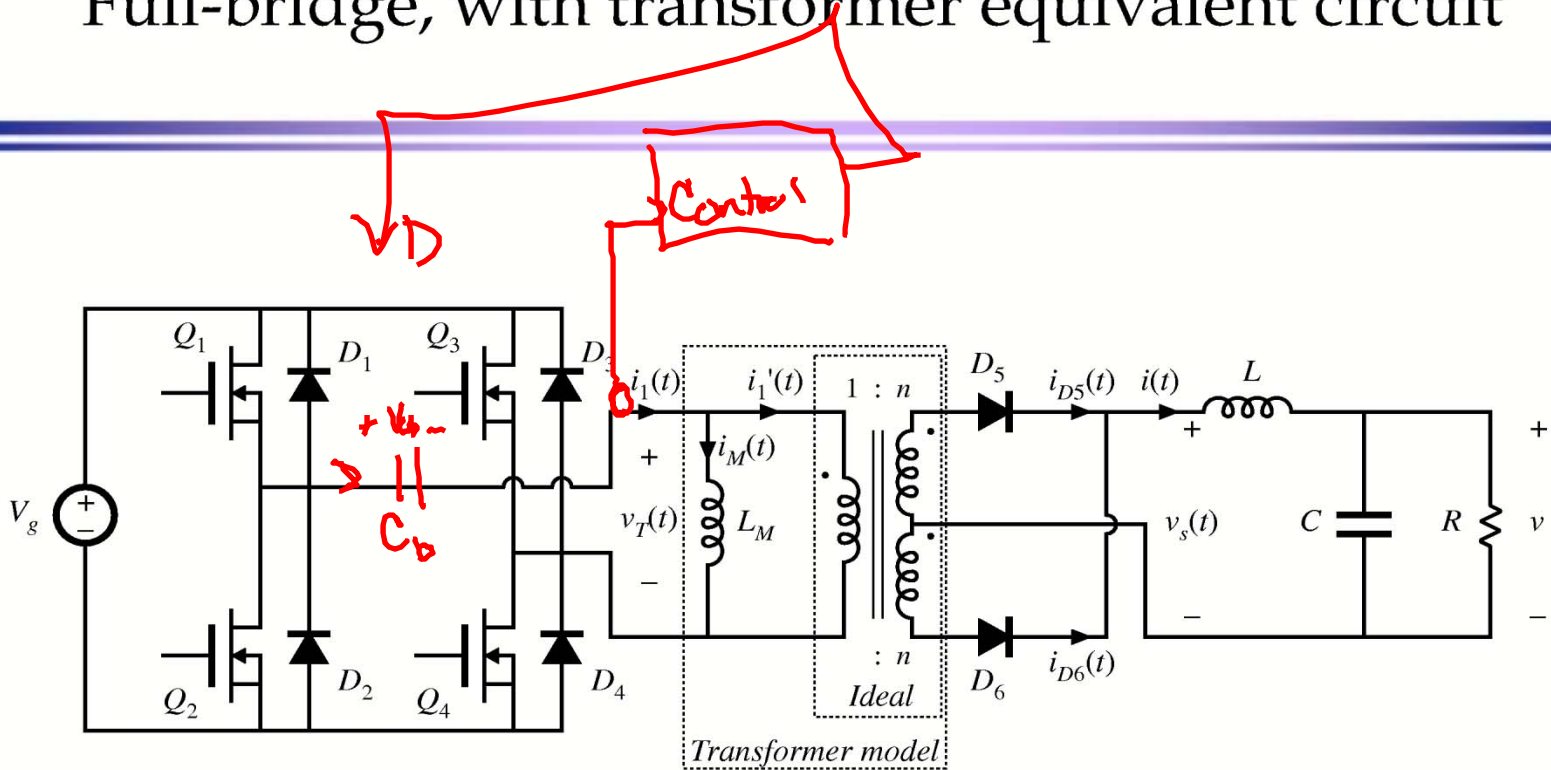 Full-bridge, with transformer equivalent circuit
Control
D
Q1
D1
Q3
D3
i1(t)
i1'(t)
1 : n
D5
iD5(t)
i(t)
L
+ Vb –
+
iM(t)
+
+
Vg
+
–
Cb
vT(t)
LM
vs(t)
C
R
v
–
–
–
: n
iD6(t)
Q2
D2
Q4
D4
Ideal
D6
Transformer model